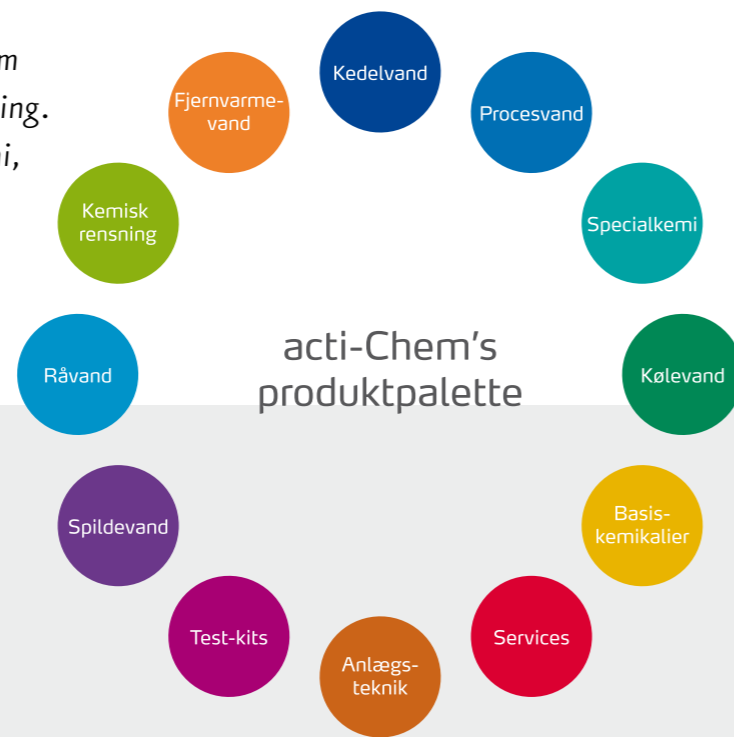 m
ing.
i,
Kedelvand
Fjernvarme-
vand
Procesvand
Kemisk
rensning
Specialkemi
acti-Chem's
produktpalette
Råvand
Kølevand
Spildevand
Basis-
kemikalier
Test-kits
Services
Anlægs-
teknik